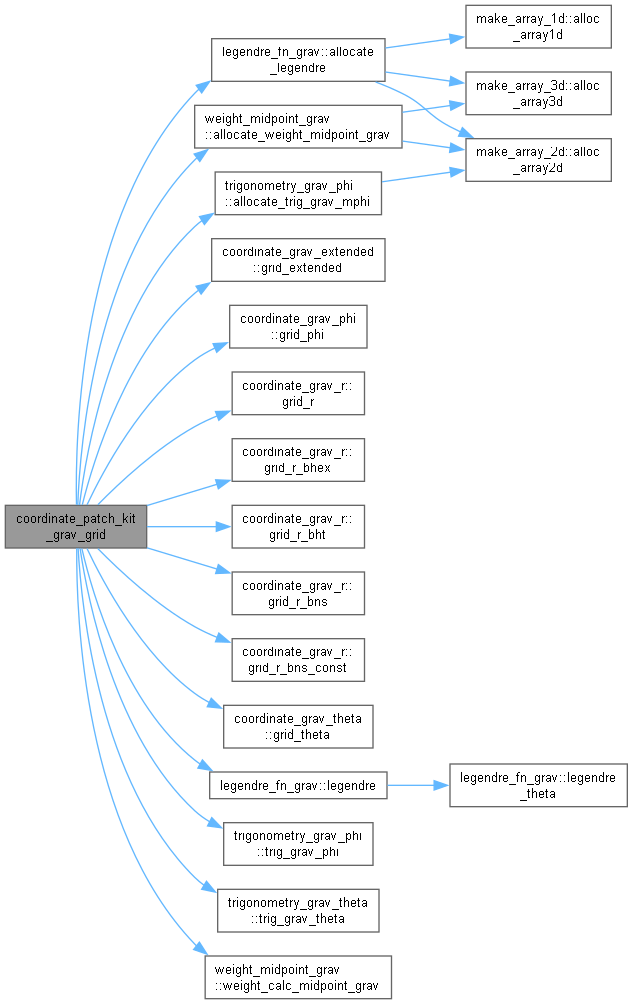 legendre_fn_grav::allocate
_legendre
make_array_1d::alloc
_array1d
make_array_3d::alloc
_array3d
weight_midpoint_grav
::allocate_weight_midpoint_grav
make_array_2d::alloc
_array2d
trigonometry_grav_phi
::allocate_trig_grav_mphi
coordinate_grav_extended
::grid_extended
coordinate_grav_phi
::grid_phi
coordinate_grav_r::
grid_r
coordinate_grav_r::
grid_r_bhex
coordinate_patch_kit
_grav_grid
coordinate_grav_r::
grid_r_bht
coordinate_grav_r::
grid_r_bns
coordinate_grav_r::
grid_r_bns_const
coordinate_grav_theta
::grid_theta
legendre_fn_grav::legendre
legendre_fn_grav::legendre
_theta
trigonometry_grav_phi
::trig_grav_phi
trigonometry_grav_theta
::trig_grav_theta
weight_midpoint_grav
::weight_calc_midpoint_grav